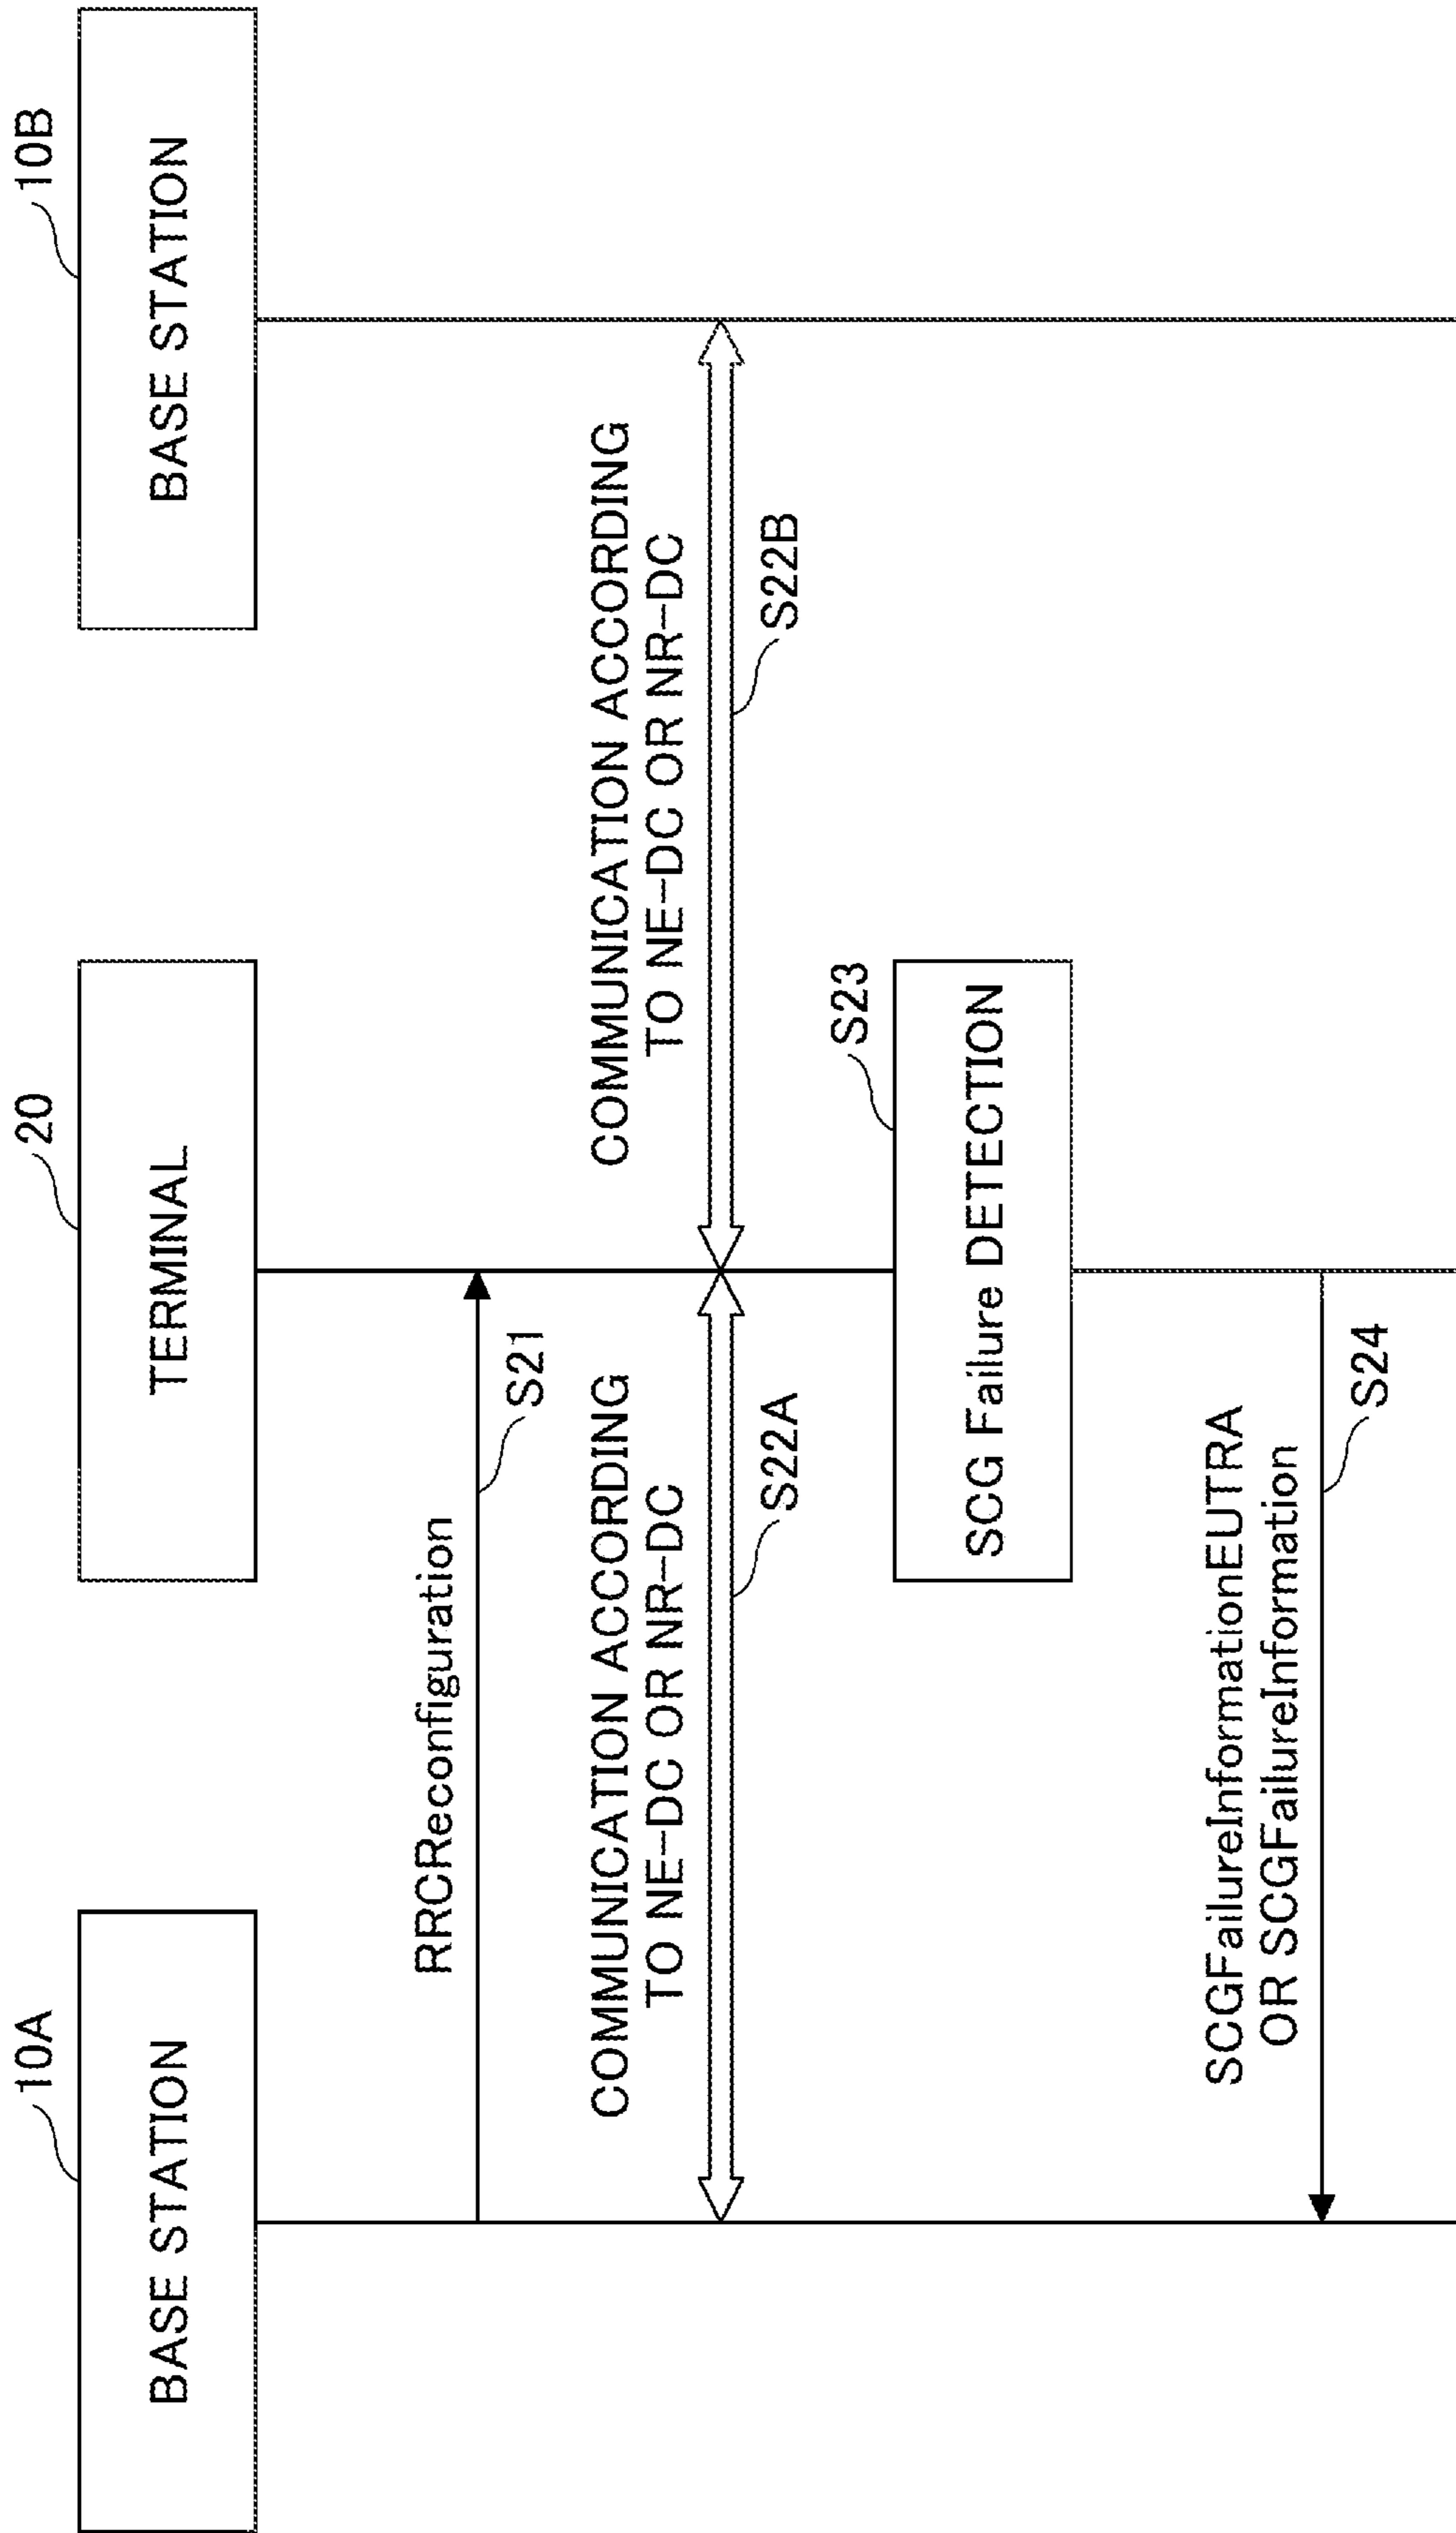 10A
BASE STATION
20
TERMINAL
10B
BASE STATION
RRCReconfiguration
S21
COMMUNICATION ACCORDING
TO NE-DC OR NR-DC
S22A
COMMUNICATION ACCORDING
TO NE-DC OR NR-DC
S22B
S23
SCG Failure DETECTION
SCGFailureInformationEUTRA
OR SCGFailureInformation
S24